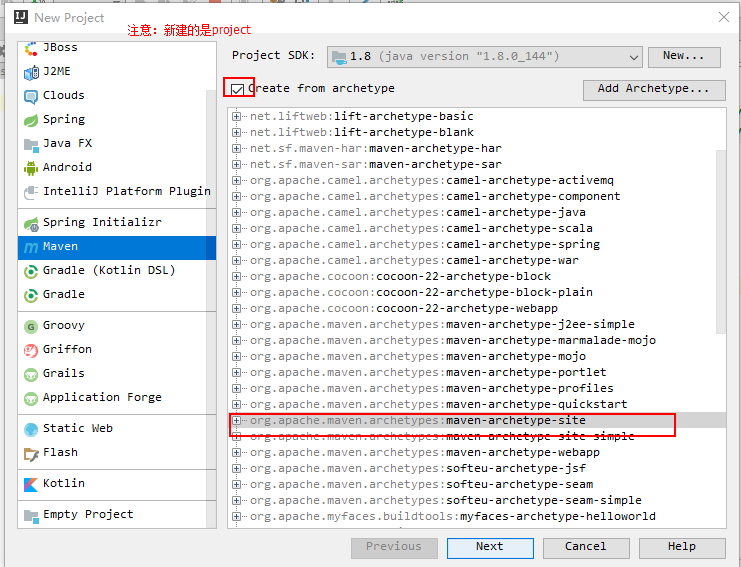 New Project
注意：新建的是project
JBoss
J2ME
Clouds
Spring
Java FX
Android
IntelliJ Platform Plugin
Spring Initializr
Maven
Gradle (Kotlin DSL)
Gradle
Groovy
Griffon
Grails
Application Forge
Static Web
Flash
Kotlin
Empty Project
Project SDK: 1.8 (java version "1.8.0_144") New...
Create from archetype Add Archetype...
net.liftweb:lift-archetype-basic
net.liftweb:lift-archetype-blank
net.sf.maven-har:maven-archetype-har
net.sf.maven-sar:maven-archetype-sar
org.apache.camel.archetypes:camel-archetype-activemq
org.apache.camel.archetypes:camel-archetype-component
org.apache.camel.archetypes:camel-archetype-java
org.apache.camel.archetypes:camel-archetype-scala
org.apache.camel.archetypes:camel-archetype-spring
org.apache.camel.archetypes:camel-archetype-war
org.apache.cocoon:cocoon-22-archetype-block
org.apache.cocoon:cocoon-22-archetype-block-plain
org.apache.cocoon:cocoon-22-archetype-webapp
org.apache.maven.archetypes:maven-archetype-j2ee-simple
org.apache.maven.archetypes:maven-archetype-marmalade-mojo
org.apache.maven.archetypes:maven-archetype-mojo
org.apache.maven.archetypes:maven-archetype-portlet
org.apache.maven.archetypes:maven-archetype-profiles
org.apache.maven.archetypes:maven-archetype-quickstart
org.apache.maven.archetypes:maven-archetype-site
org.apache.maven.archetypes:maven-archetype-site-simple
org.apache.maven.archetypes:maven-archetype-webapp
org.apache.maven.archetypes:softeu-archetype-jsf
org.apache.maven.archetypes:softeu-archetype-seam
org.apache.maven.archetypes:softeu-archetype-seam-simple
org.apache.myfaces.buildtools:myfaces-archetype-helloworld
Previous Next Cancel Help